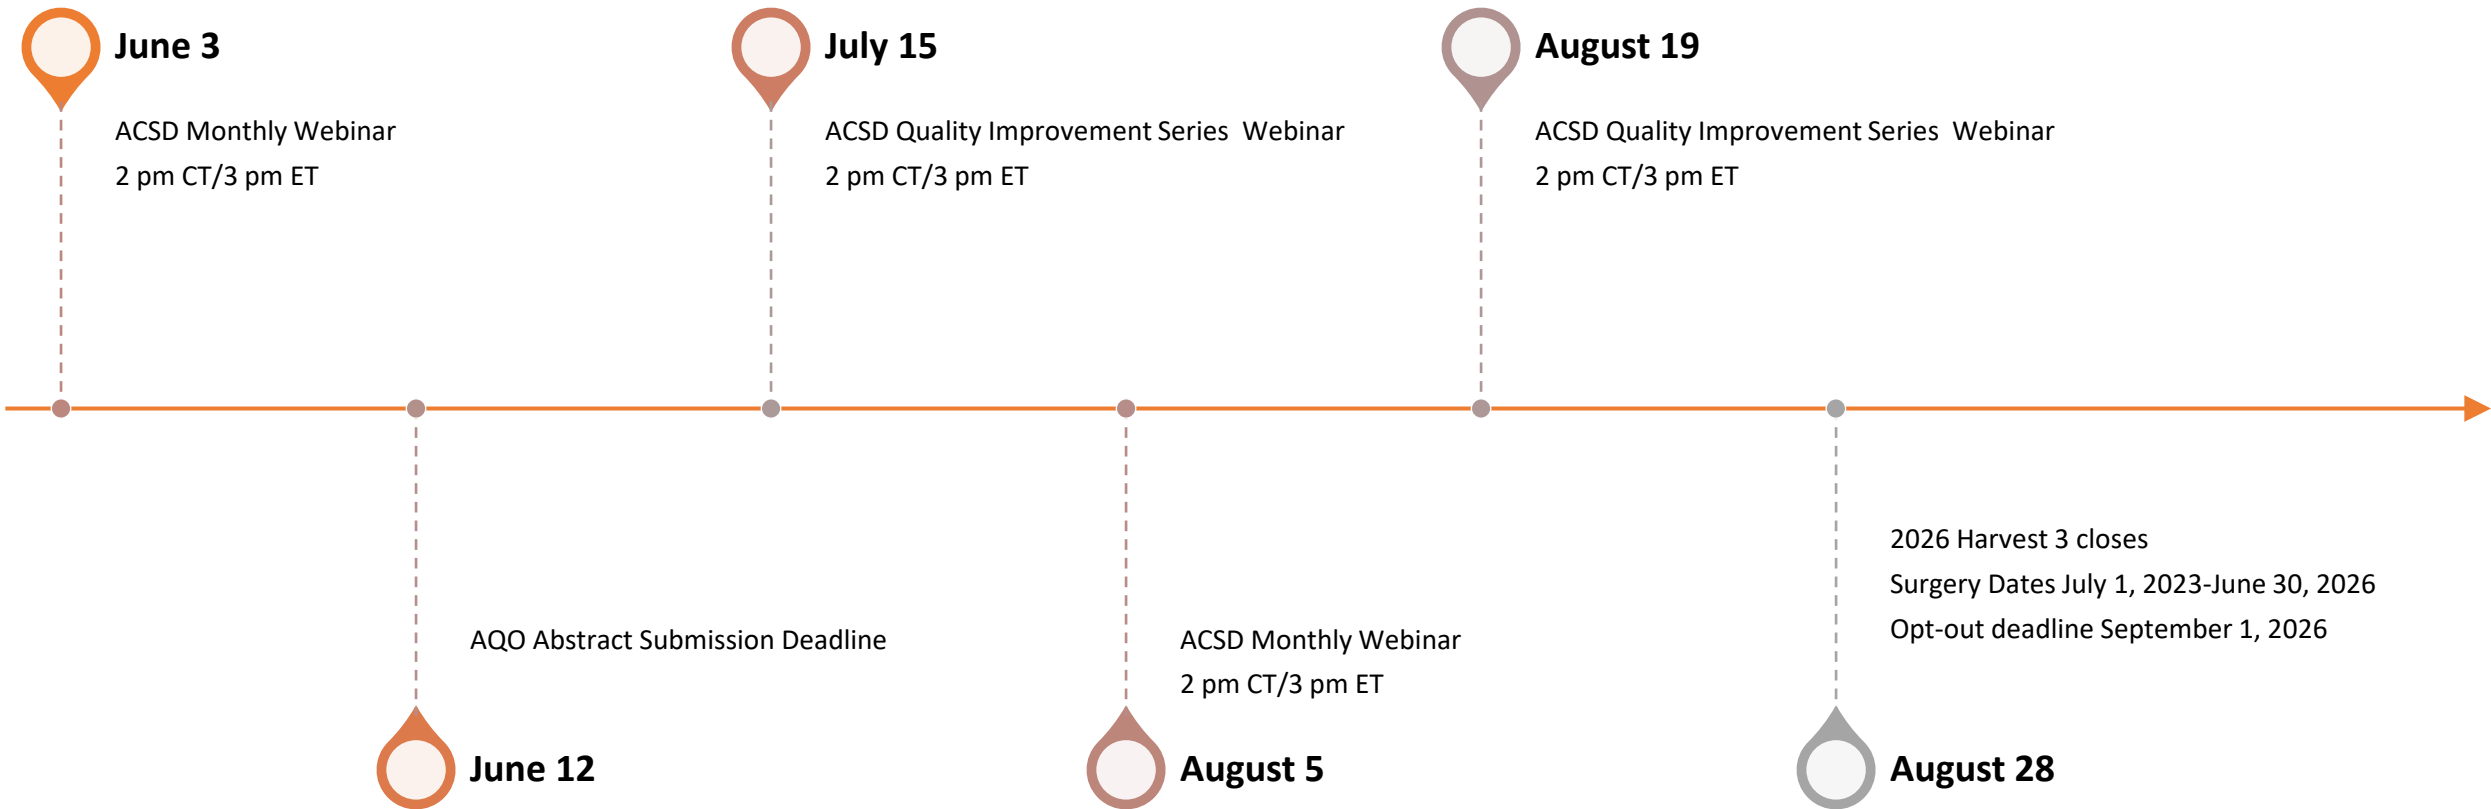 June 3
ACSD Monthly Webinar
2 pm CT/3 pm ET
June 12
AQO Abstract Submission Deadline
July 15
ACSD Quality Improvement Series  Webinar
2 pm CT/3 pm ET
August 5
ACSD Monthly Webinar
2 pm CT/3 pm ET
August 19
ACSD Quality Improvement Series  Webinar
2 pm CT/3 pm ET
August 28
2026 Harvest 3 closes
Surgery Dates July 1, 2023-June 30, 2026
Opt-out deadline September 1, 2026